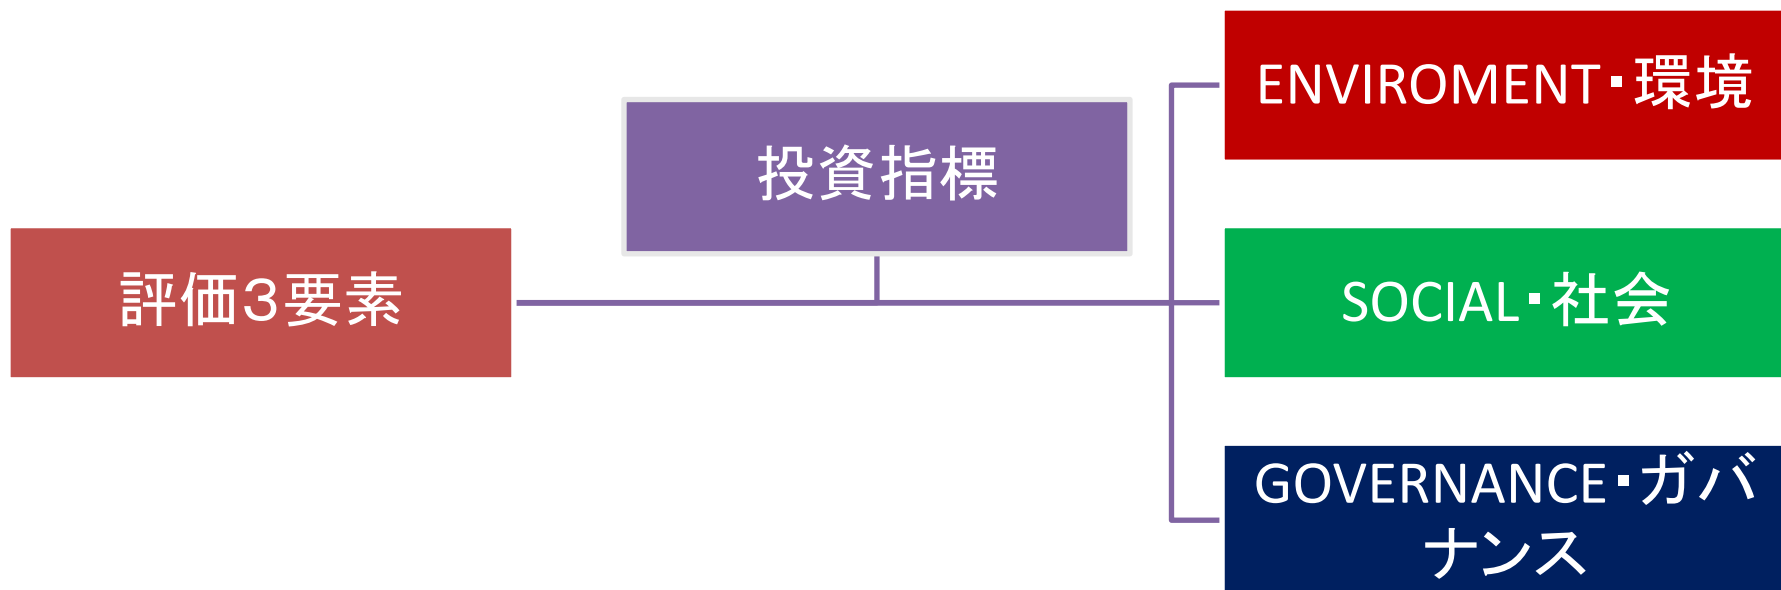 評価３要素
投資指標
ENVIROMENT・環境
SOCIAL・社会
GOVERNANCE・ガバ
ナンス